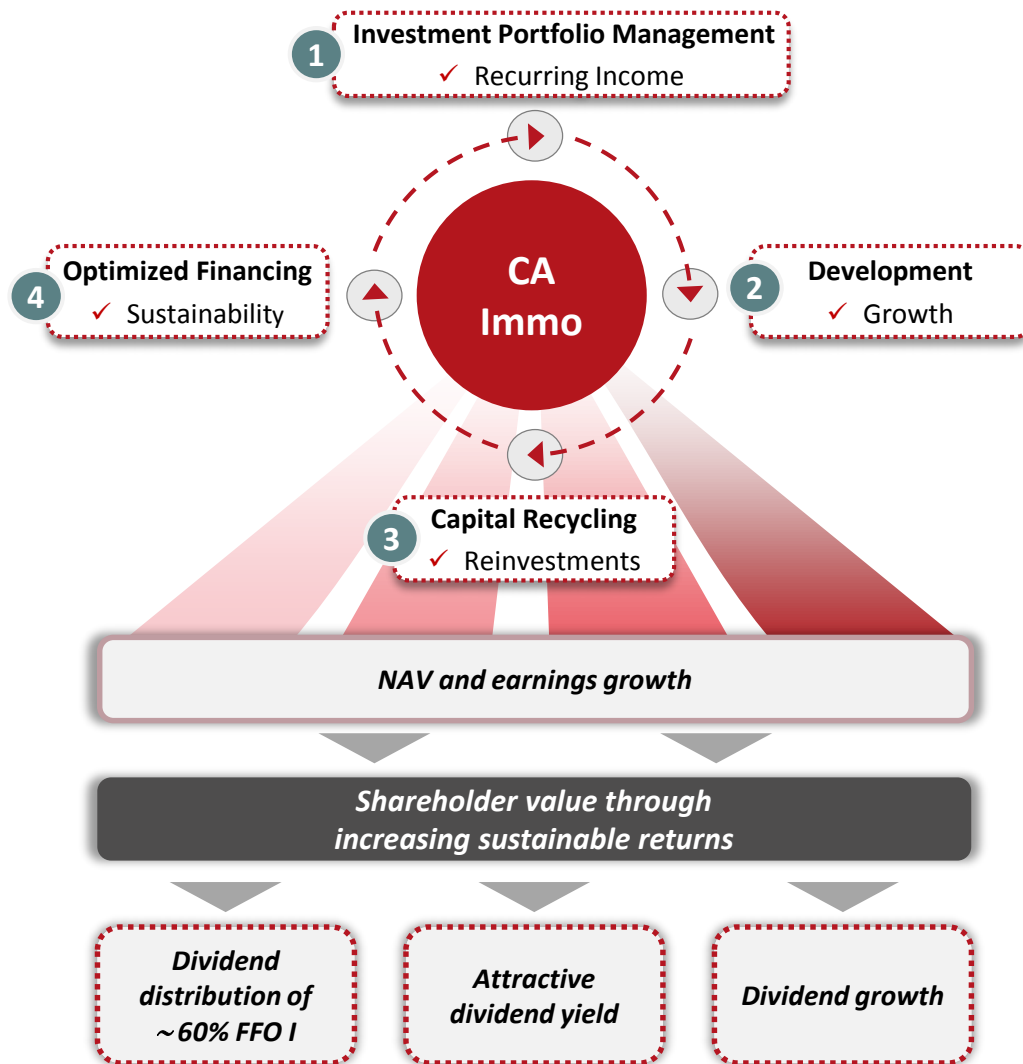 1
Investment Portfolio Management
✓ Recurring Income
4
Optimized Financing
✓ Sustainability
CA
Immo
2
Development
✓ Growth
3
Capital Recycling
✓ Reinvestments
NAV and earnings growth
Shareholder value through
increasing sustainable returns
Dividend
distribution of
~60% FFO I
Attractive
dividend yield
Dividend growth